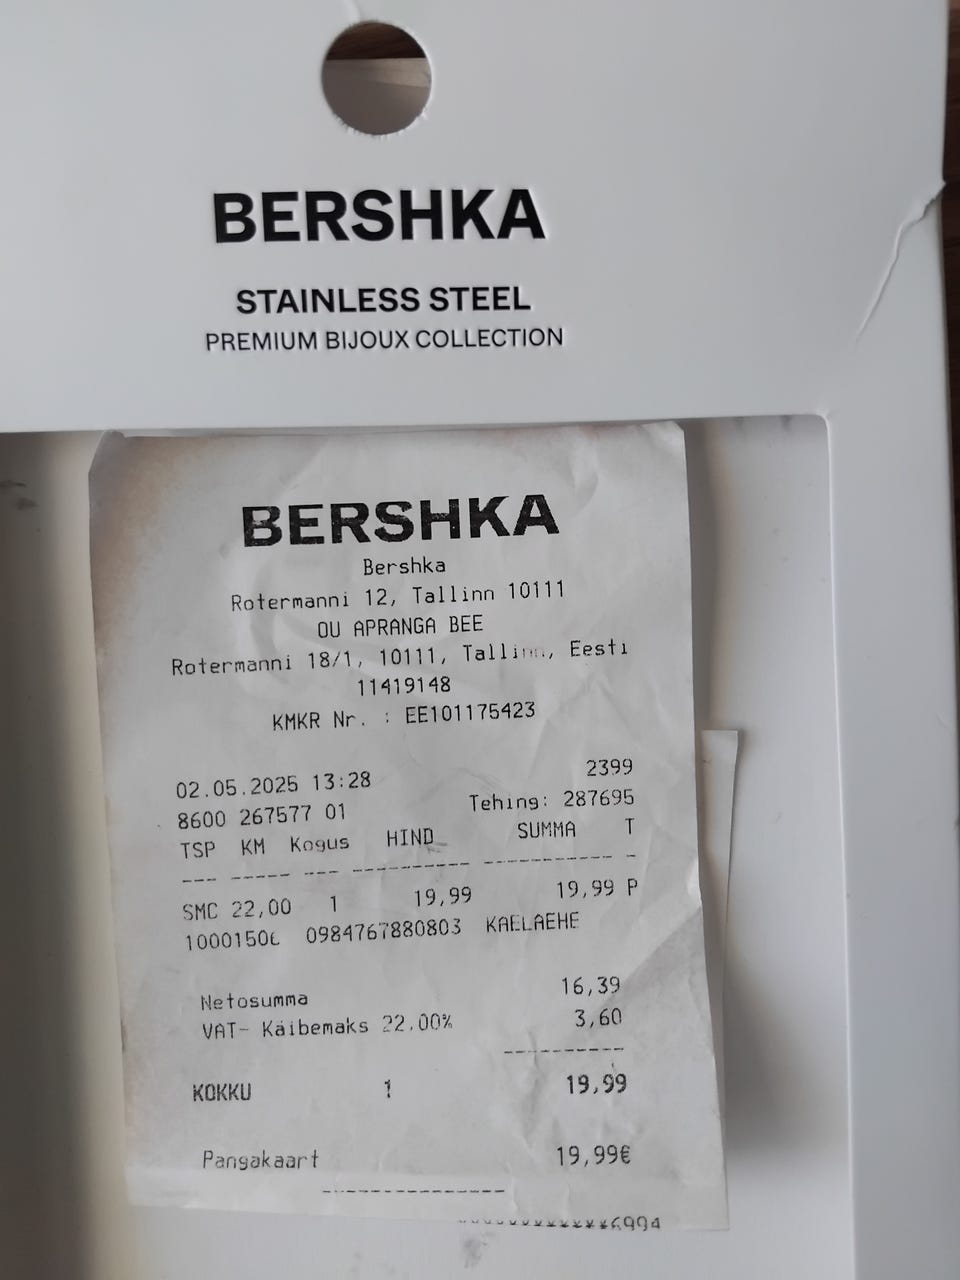 BERSHKA
STAINLESS STEEL
PREMIUM BIJOUX COLLECTION
BERSHKA
Bershka
Rotermanni 12, Tallinn 10111
OU APRANGA BEE
Rotermanni 18/1, 10111, Tallinn, Eesti
11419148
KMKR Nr. : EE101175423
02.05.2025 13:28 2399
8600 267577 01 Tehing: 287695
TSP KM Kogus HIND SUMMA T
SMC 22,00 1 19,99 19,99 P
0984767880803 KAELAEHE
Netosumma 16,39
VAT- Käibemaks 22.00% 3,60
KOKKU 1 19,99
Pangakaart 19,99€